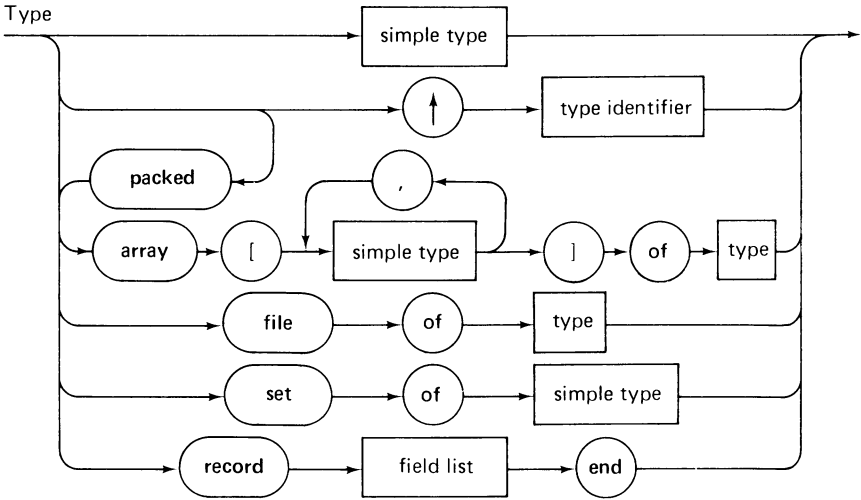 Type
simple type
↑ type identifier
packed
,
array [ simple type ] of type
file of type
set of simple type
record field list end